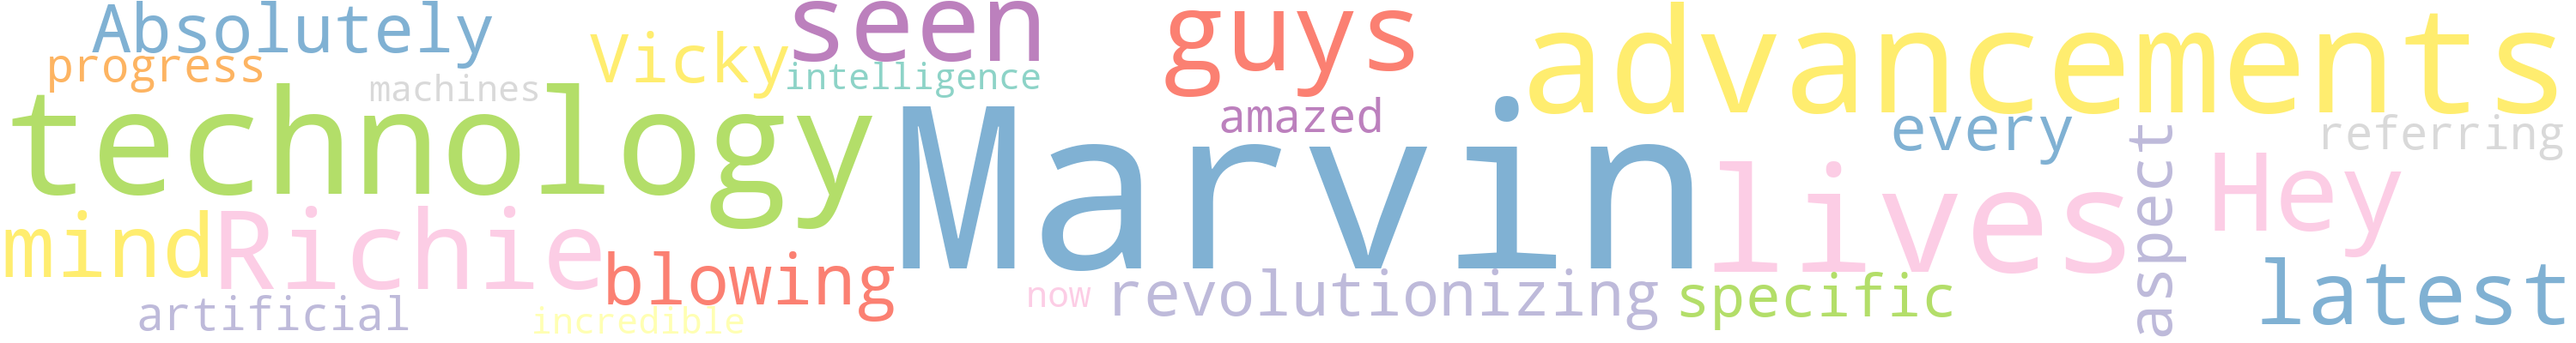 Absolutely
seen
guys
advancements
progress
Vicky
machines
intelligence
technology
Marvin
amazed
every
referring
lives
aspect
Hey
mind
Richie
blowing
revolutionizing
specific
latest
artificial
incredible
now